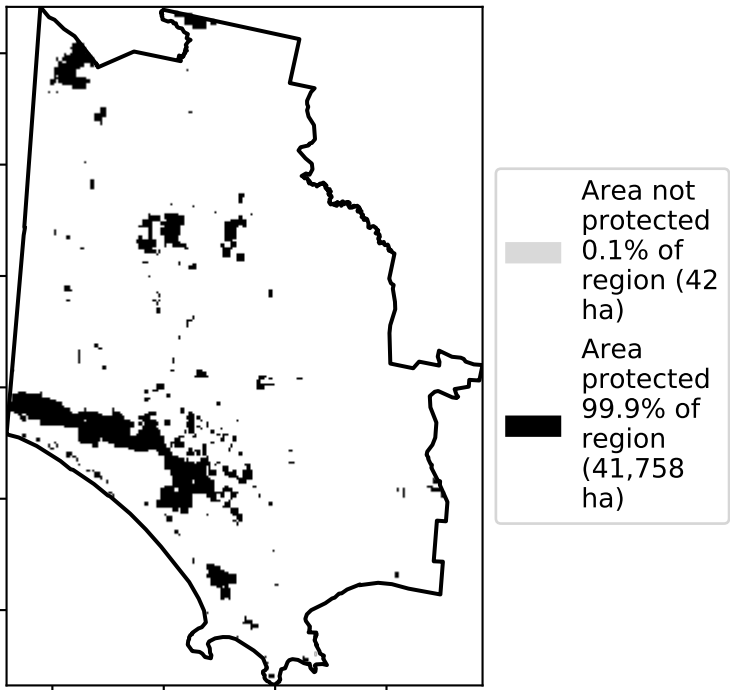 Area not
protected
0.1% of
region (42
ha)
Area
protected
99.9% of
region
(41,758
ha)